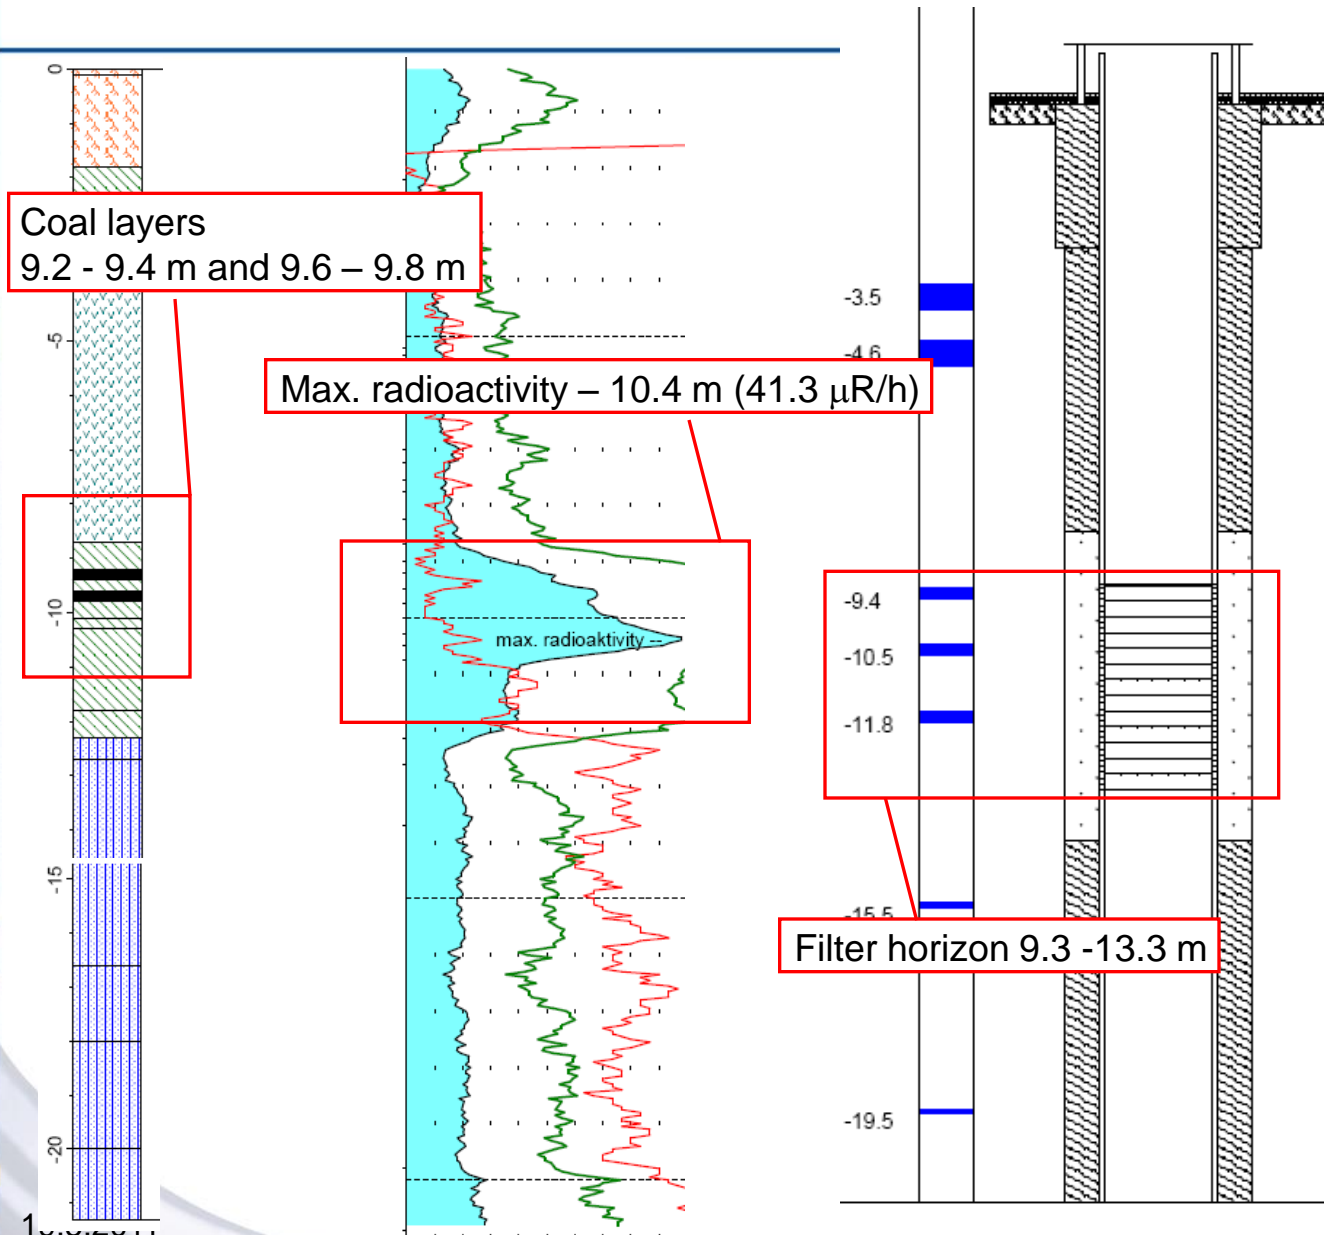 0
Coal layers
9.2 - 9.4 m and 9.6 – 9.8 m
-3.5
-5
-4.6
Max. radioactivity – 10.4 m (41.3 μR/h)
-9.4
-10
max. radioaktivity --
-10.5
-11.8
-15
-15.5
Filter horizon 9.3 -13.3 m
-19.5
-20